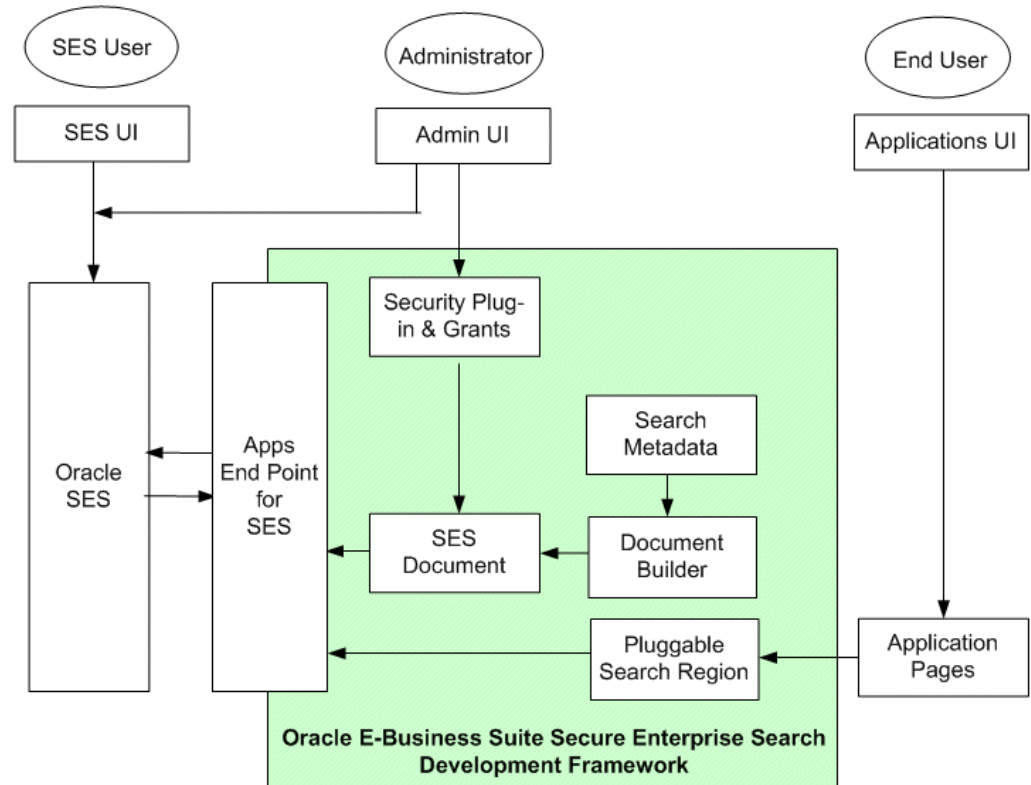 SES User
Administrator
End User
SES UI
Admin UI
Applications UI
Security Plug-
in & Grants
Search
Metadata
Oracle
SES
Apps
End Point
for
SES
SES
Document
Document
Builder
Pluggable
Search Region
Application
Pages
Oracle E-Business Suite Secure Enterprise Search
Development Framework